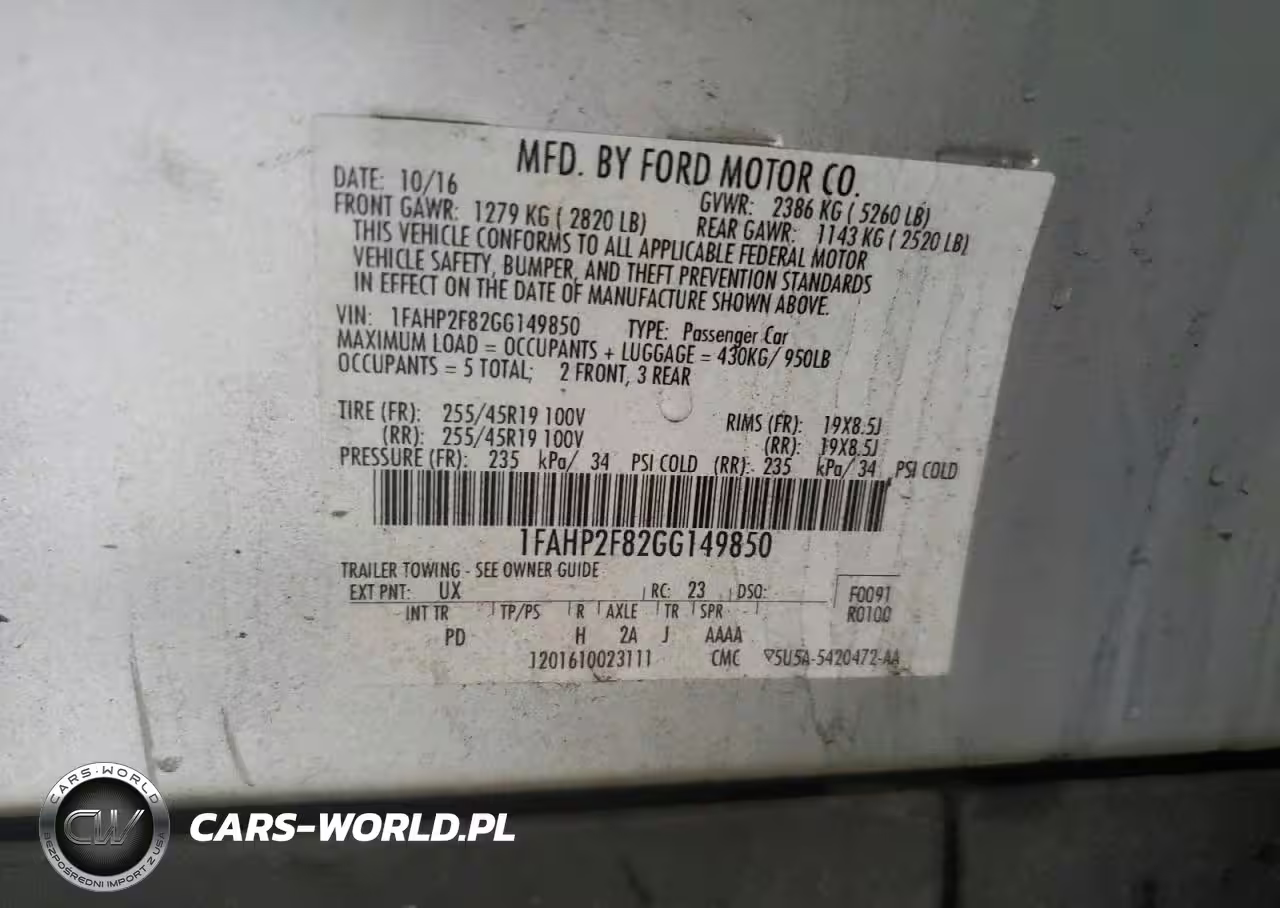 MFD. BY FORD MOTOR CO.
DATE: 10/16 GVWR: 2386 KG ( 5260 LB)
FRONT GAWR: 1279 KG ( 2820 LB) REAR GAWR: 1143 KG ( 2520 LB)
THIS VEHICLE CONFORMS TO ALL APPLICABLE FEDERAL MOTOR
VEHICLE SAFETY, BUMPER, AND THEFT PREVENTION STANDARDS
IN EFFECT ON THE DATE OF MANUFACTURE SHOWN ABOVE.
VIN: 1FAHP2F82GG149850 TYPE: Passenger Car
MAXIMUM LOAD = OCCUPANTS + LUGGAGE = 430KG/ 950LB
OCCUPANTS = 5 TOTAL; 2 FRONT, 3 REAR
TIRE (FR): 255/45R19 100V RIMS (FR): 19X8.5J
(RR): 255/45R19 100V (RR): 19X8.5J
PRESSURE (FR): 235 kPa/ 34 PSI COLD (RR): 235 kPa/ 34 PSI COLD
1FAHP2F82GG149850
TRAILER TOWING - SEE OWNER GUIDE
EXT PNT: UX RC: 23 DSO: F0091
INT TR TP/PS R AXLE TR SPR R0100
PD H 2A J AAAA
1201610023111 CMC 5U5A-5420472-AA
CARS-WORLD
CW
BEZPOŚREDNI IMPORT Z USA
CARS-WORLD.PL